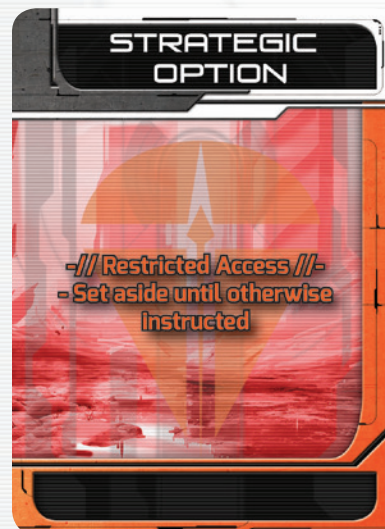 STRATEGIC
OPTION
-// Restricted Access //-
- Set aside until otherwise
instructed